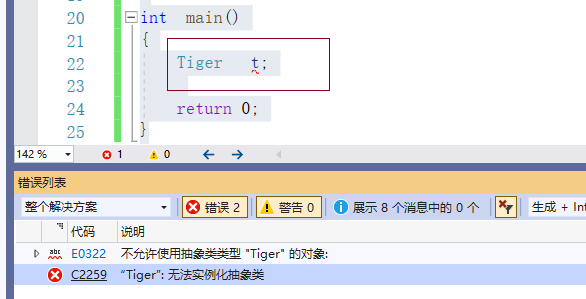 20 int main()
21 {
22 Tiger t;
23
24 return 0;
25 }
142 % 1 0
错误列表
整个解决方案 错误 2 警告 0 展示 8 个消息中的 0 个 生成 + Int
代码 说明
abc E0322 不允许使用抽象类类型 "Tiger" 的对象:
C2259 “Tiger”: 无法实例化抽象类